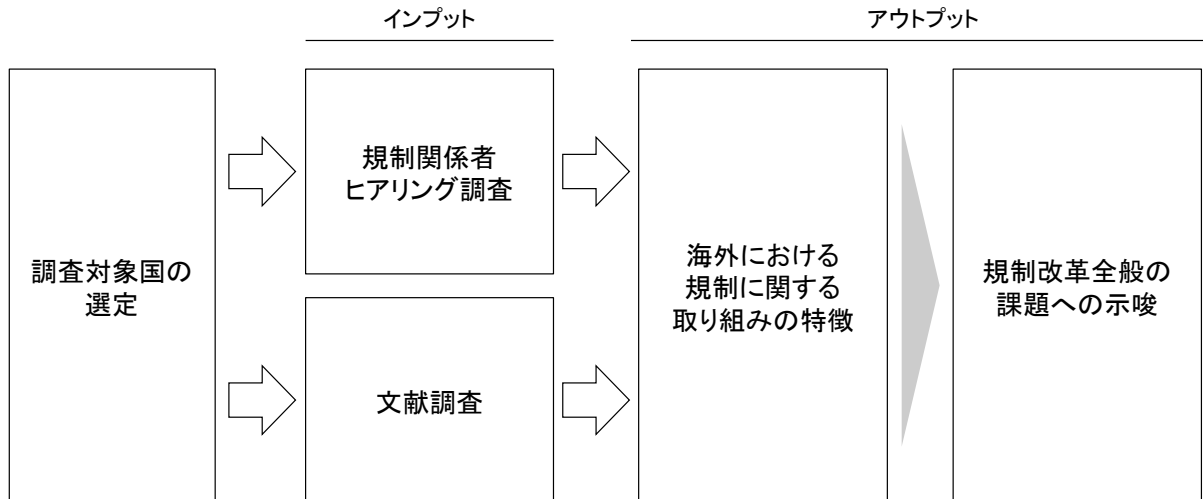 インプット
アウトプット
調査対象国の
選定
規制関係者
ヒアリング調査
文献調査
海外における
規制に関する
取り組みの特徴
規制改革全般の
課題への示唆